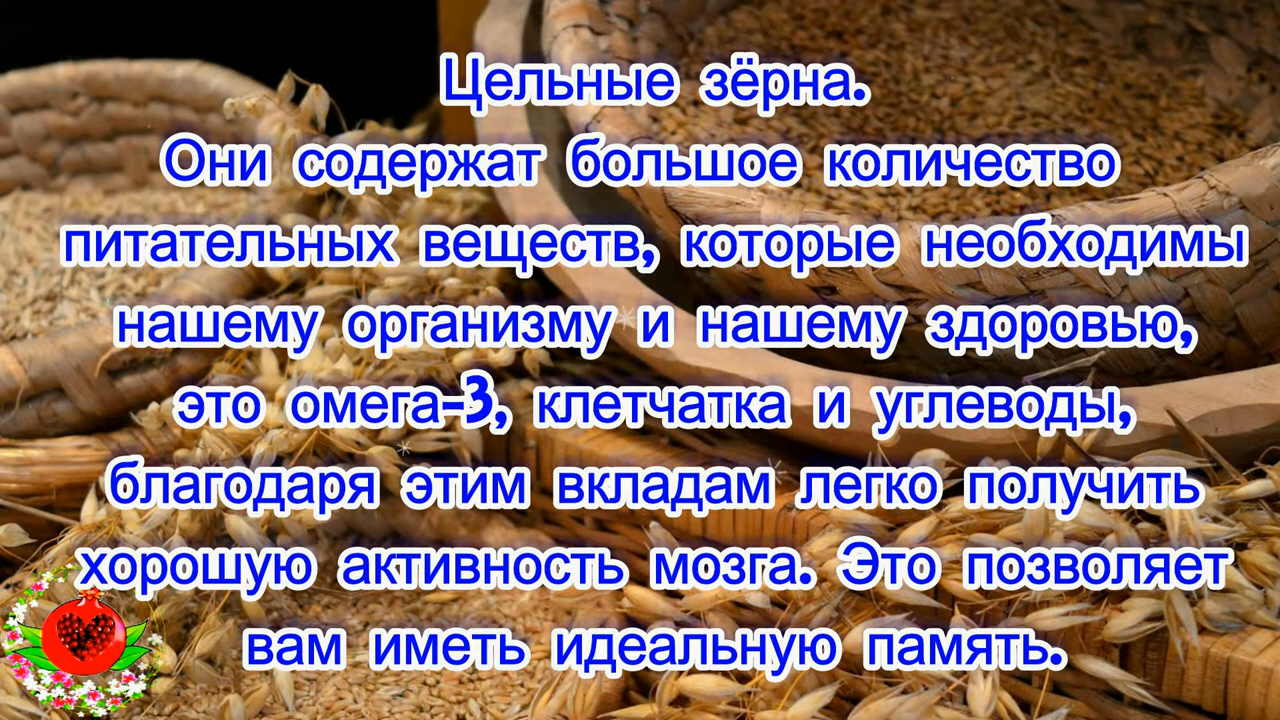 Цельные зёрна.
Они содержат большое количество
питательных веществ, которые необходимы
нашему организму и нашему здоровью,
это омега-3, клетчатка и углеводы,
благодаря этим вкладам легко получить
хорошую активность мозга. Это позволяет
вам иметь идеальную память.